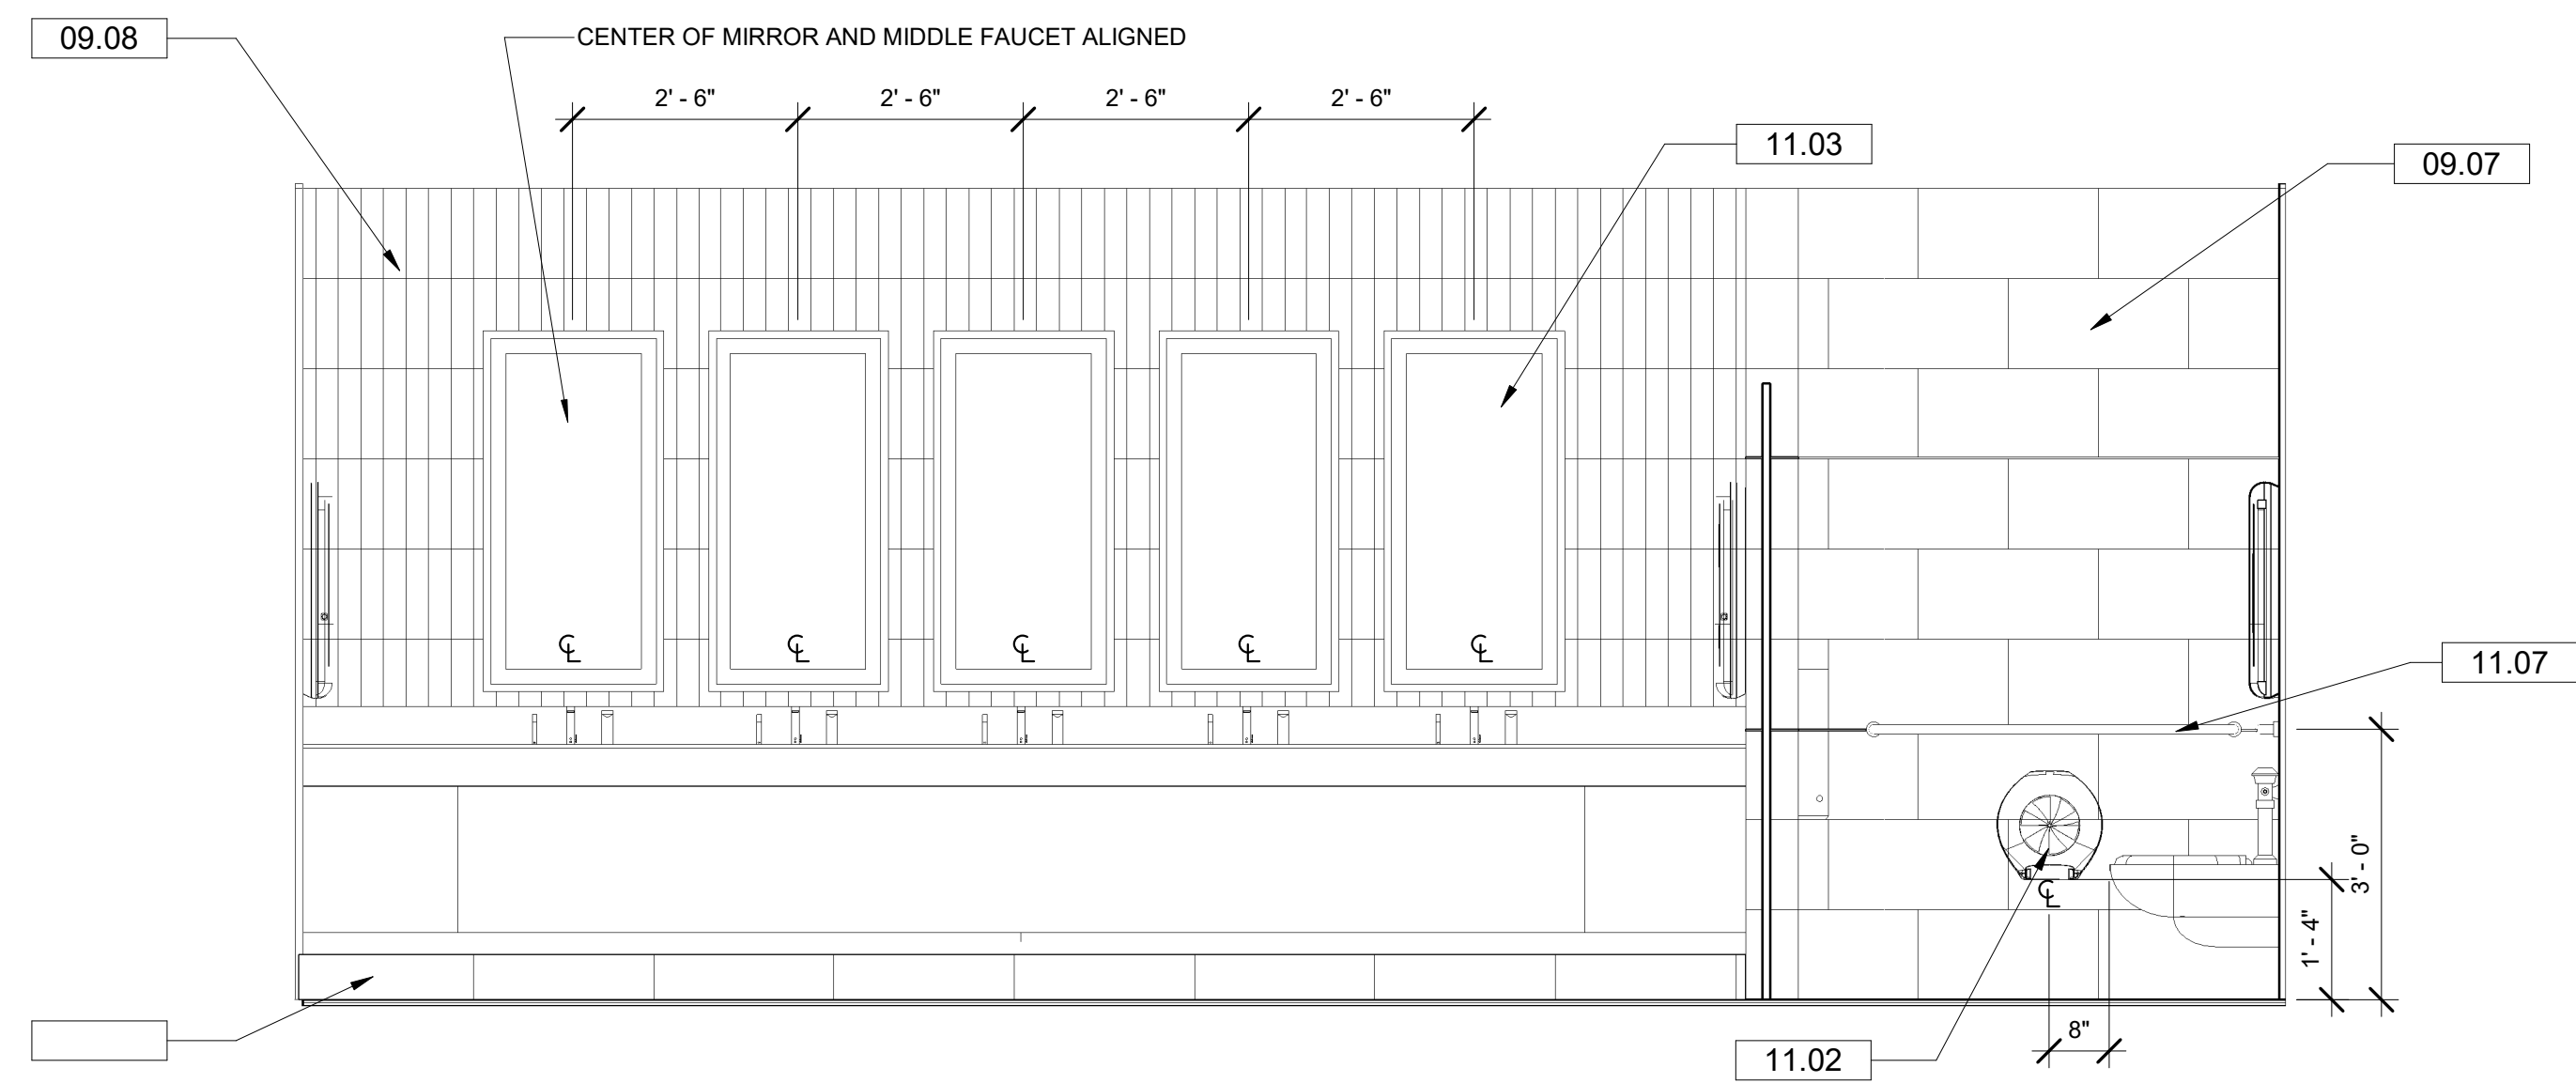 09.08
CENTER OF MIRROR AND MIDDLE FAUCET ALIGNED
2' - 6"
2' - 6"
2' - 6"
2' - 6"
11.03
09.07
℄
℄
℄
℄
℄
11.07
3' - 0"
℄
1' - 4"
8"
11.02